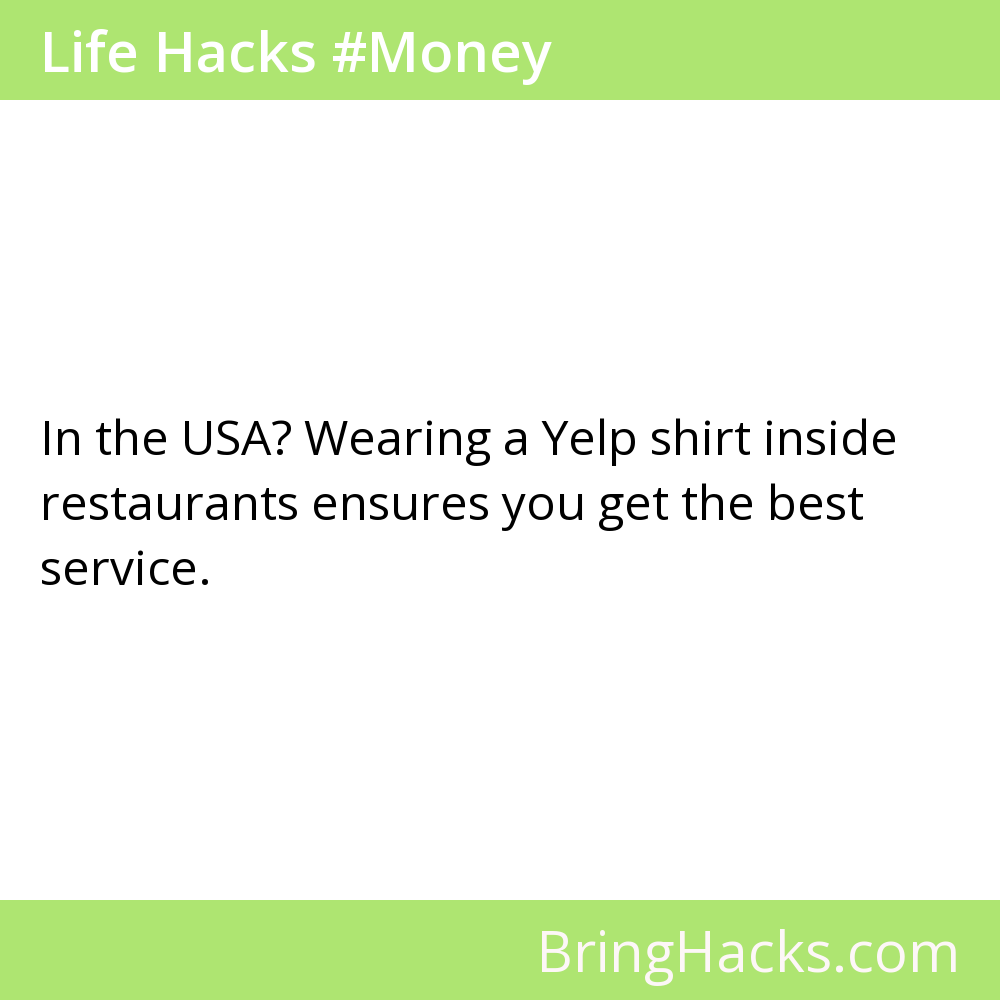 Life Hacks #Money
In the USA? Wearing a Yelp shirt inside
restaurants ensures you get the best
service.
BringHacks.com